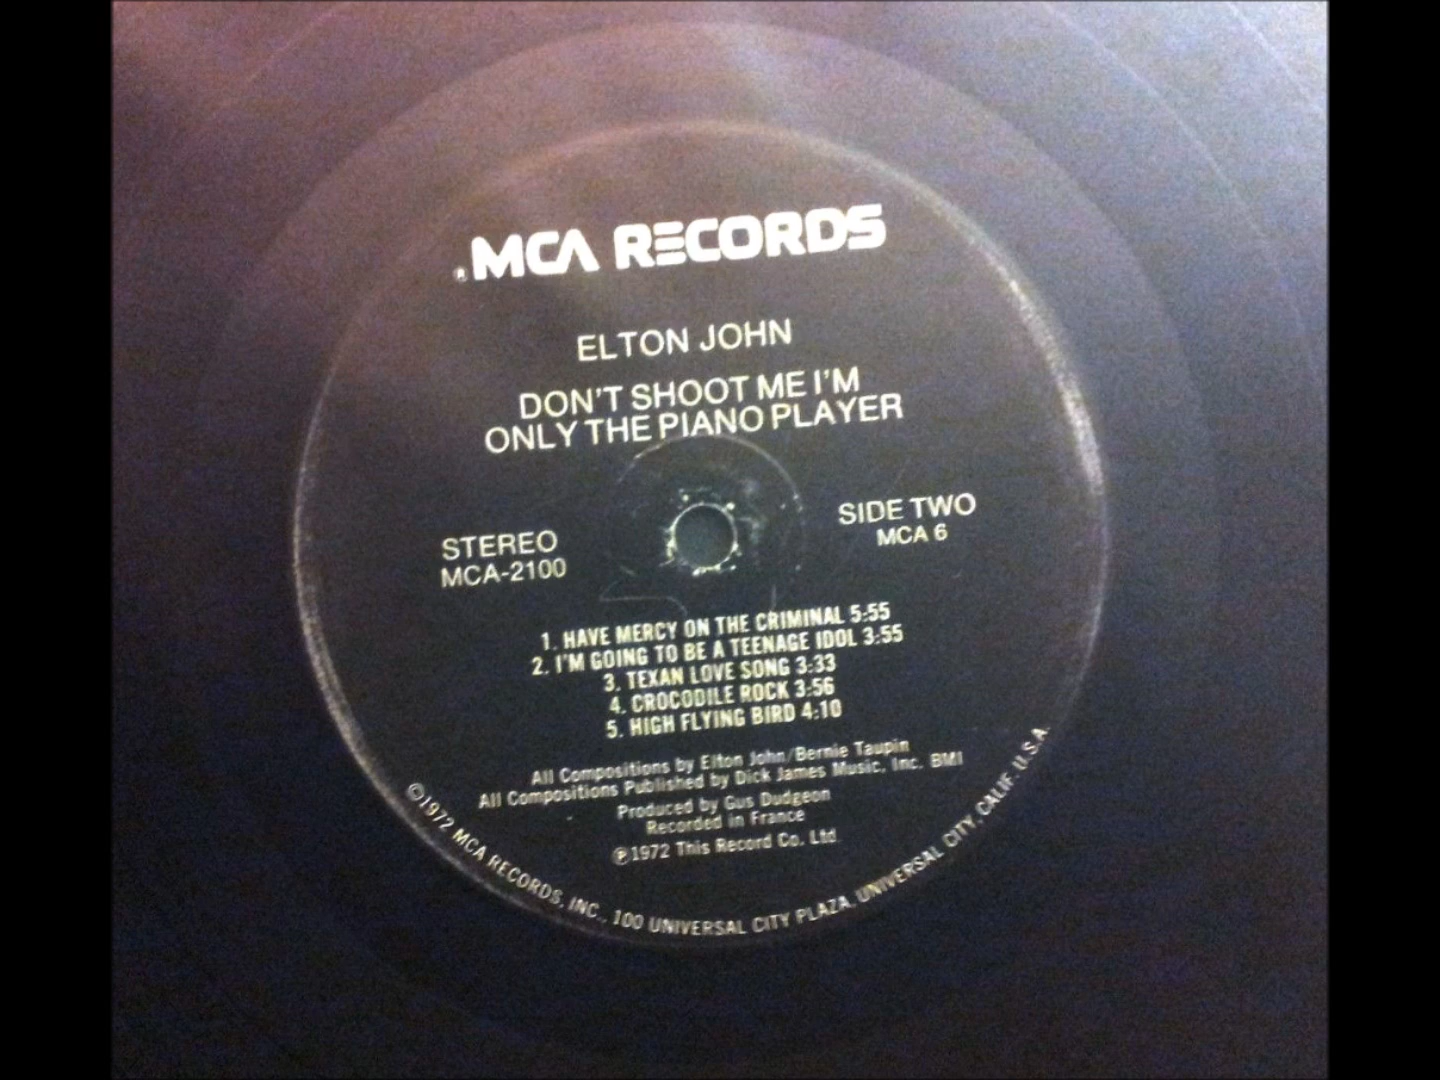 ® MCA RECORDS
ELTON JOHN
DON'T SHOOT ME I'M
ONLY THE PIANO PLAYER
STEREO
MCA-2100
SIDE TWO
MCA 6
1. HAVE MERCY ON THE CRIMINAL 5:55
2. I'M GOING TO BE A TEENAGE IDOL 3:55
3. TEXAN LOVE SONG 3:33
4. CROCODILE ROCK 3:56
5. HIGH FLYING BIRD 4:10
All Compositions by Elton John/Bernie Taupin
All Compositions Published by Dick James Music, Inc. BMI
Produced by Gus Dudgeon
Recorded in France
℗1972 This Record Co. Ltd.
©1972 MCA RECORDS, INC., 100 UNIVERSAL CITY PLAZA, UNIVERSAL CITY, CALIF. U.S.A.